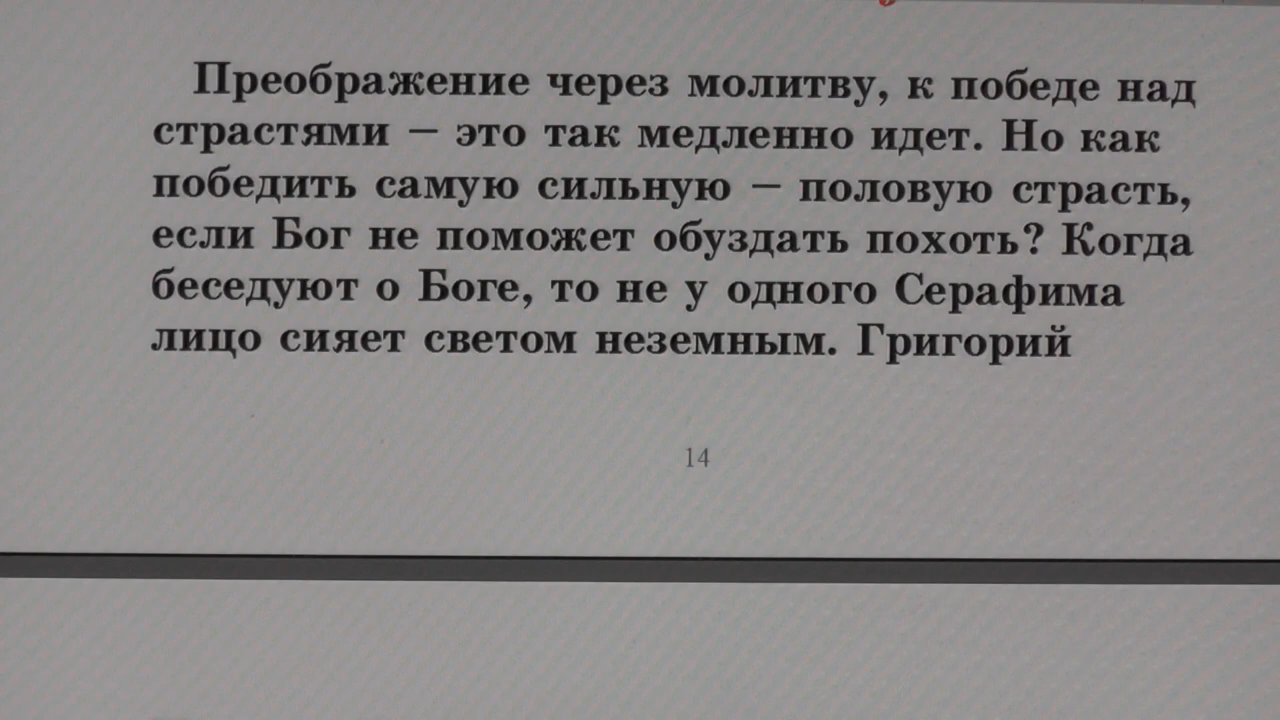 Преображение через молитву, к победе над
страстями – это так медленно идет. Но как
победить самую сильную – половую страсть,
если Бог не поможет обуздать похоть? Когда
беседуют о Боге, то не у одного Серафима
лицо сияет светом неземным. Григорий
14